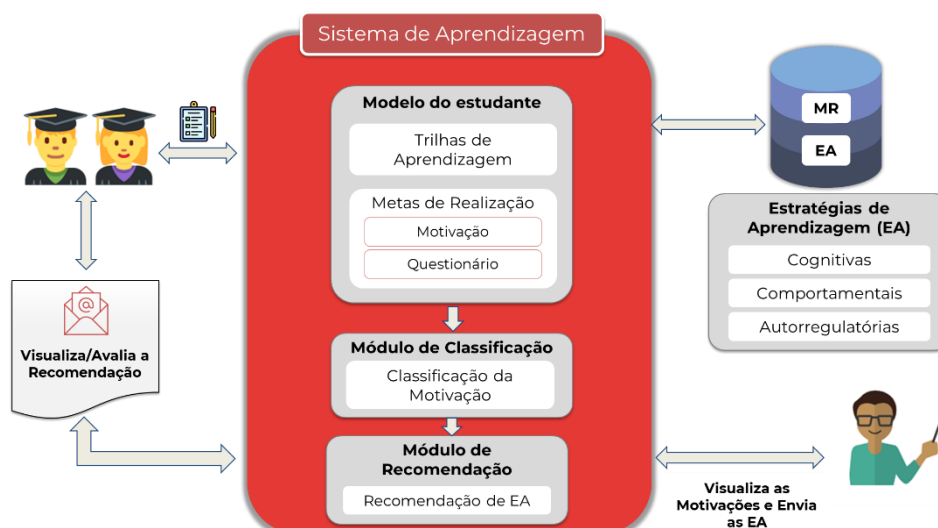 Sistema de Aprendizagem
Modelo do estudante
Trilhas de
Aprendizagem
Metas de Realização
Motivação
Questionário
Módulo de Classificação
Classificação da
Motivação
Módulo de
Recomendação
Recomendação de EA
@
Visualiza/Avalia a
Recomendação
MR
EA
Estratégias de
Aprendizagem (EA)
Cognitivas
Comportamentais
Autorregulatórias
Visualiza as
Motivações e Envia
as EA